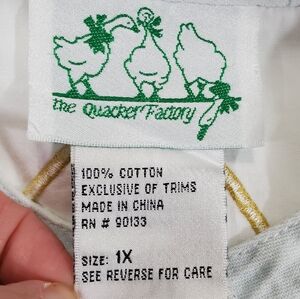 the Quacker Factory
100% COTTON
EXCLUSIVE OF TRIMS
MADE IN CHINA
RN # 90133
SIZE: 1X
SEE REVERSE FOR CARE